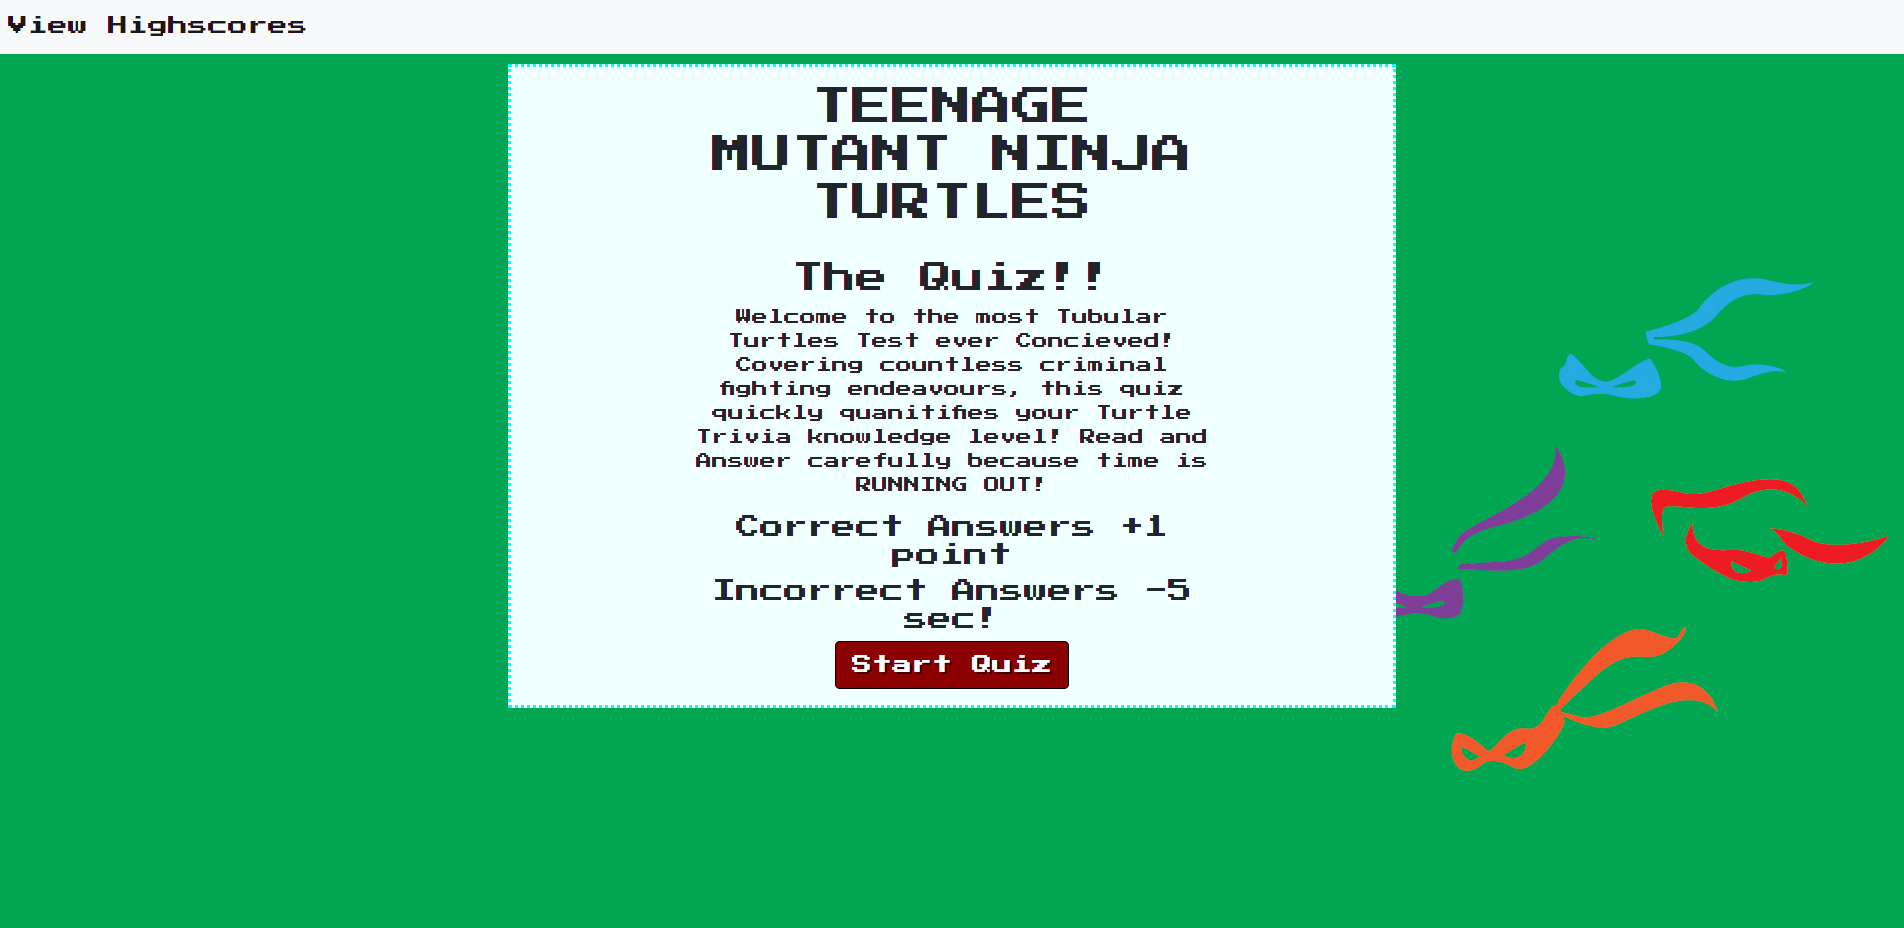 View Highscores
TEENAGE
MUTANT NINJA
TURTLES
The Quiz!!
Welcome to the most Tubular
Turtles Test ever Concieved!
Covering countless criminal
fighting endeavours, this quiz
quickly quanitifies your Turtle
Trivia knowledge level! Read and
Answer carefully because time is
RUNNING OUT!
Correct Answers +1
point
Incorrect Answers -5
sec!
Start Quiz